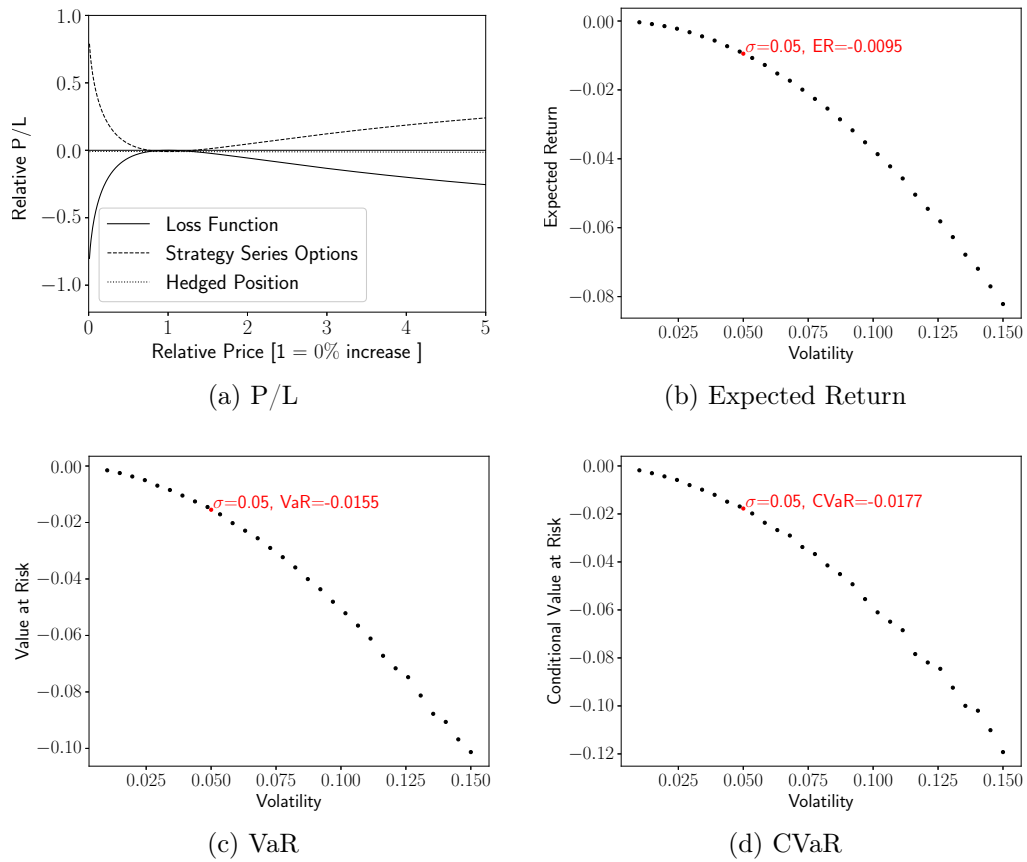 1.0
0.5
0.0
−0.5
−1.0
Relative P/L
Loss Function
Strategy Series Options
Hedged Position
0 1 2 3 4 5
Relative Price [1 = 0% increase ]
(a) P/L
0.00
−0.02
−0.04
−0.06
−0.08
Expected Return
σ=0.05, ER=-0.0095
0.025 0.050 0.075 0.100 0.125 0.150
Volatility
(b) Expected Return
0.00
−0.02
−0.04
−0.06
−0.08
−0.10
Value at Risk
σ=0.05, VaR=-0.0155
0.025 0.050 0.075 0.100 0.125 0.150
Volatility
(c) VaR
0.00
−0.02
−0.04
−0.06
−0.08
−0.10
−0.12
Conditional Value at Risk
σ=0.05, CVaR=-0.0177
0.025 0.050 0.075 0.100 0.125 0.150
Volatility
(d) CVaR